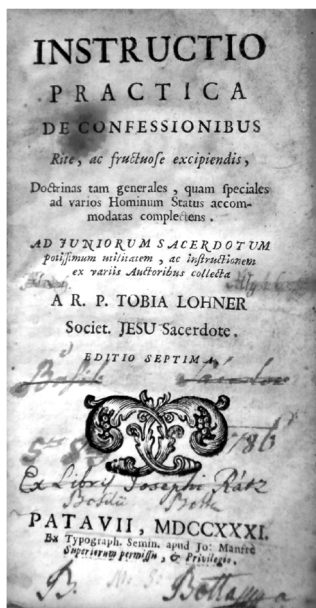 INSTRUCTIO
PRACTICA
DE CONFESSIONIBUS
Rite, ac fructuose excipiendis,
Doctrinas tam generales, quam speciales
ad varios Hominum Status accom-
modatas complectens.
AD JUNIORUM SACERDOTUM
potissimum utilitatem, ac instructionem
ex variis Auctoribus collecta
A R. P. TOBIA LOHNER
Societ. JESU Sacerdote.
EDITIO SEPTIMA
Ex Libris Josephi Rátz
PATAVII, MDCCXXXI.
Ex Typograph. Semin. apud Jo: Manfrè
Superiorum permissu, & Privilegio.